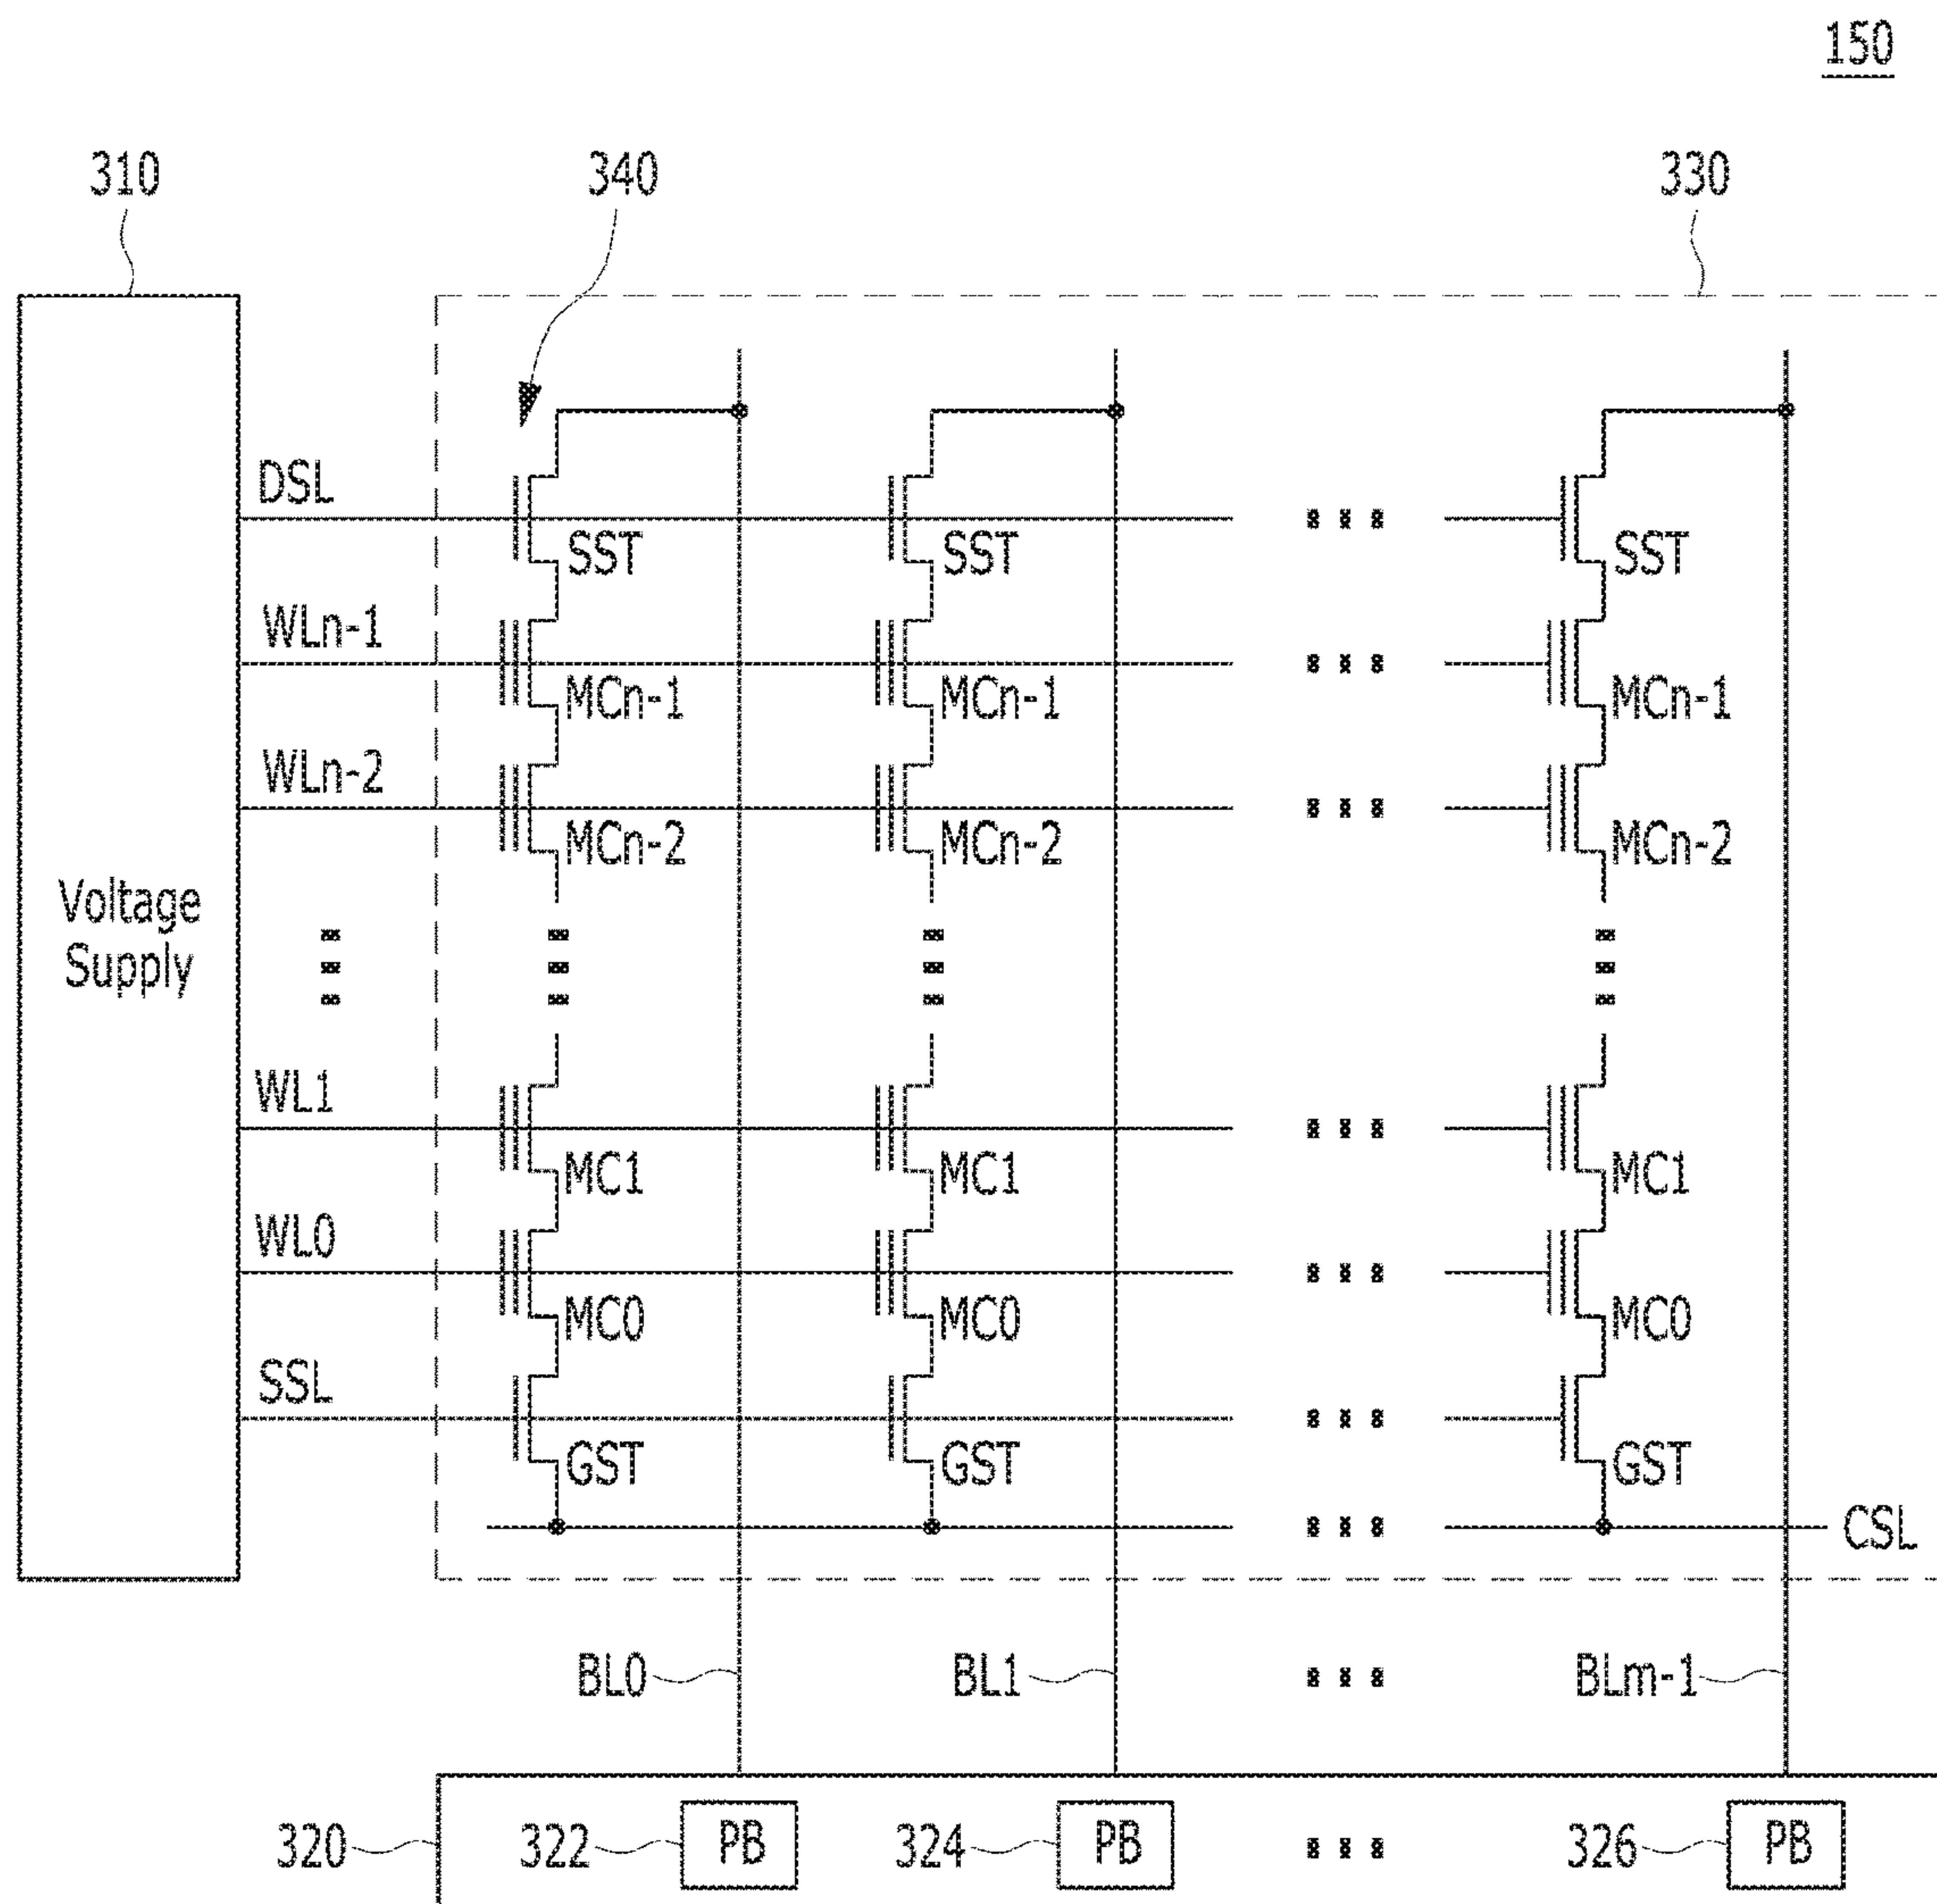 150
310
340
330
DSL
SST SST SST
WLn-1
MCn-1 MCn-1 MCn-1
WLn-2
MCn-2 MCn-2 MCn-2
Voltage
Supply
WL1
MC1 MC1 MC1
WL0
MC0 MC0 MC0
SSL
GST GST GST
CSL
BL0 BL1 BLm-1
320 322 PB 324 PB 326 PB